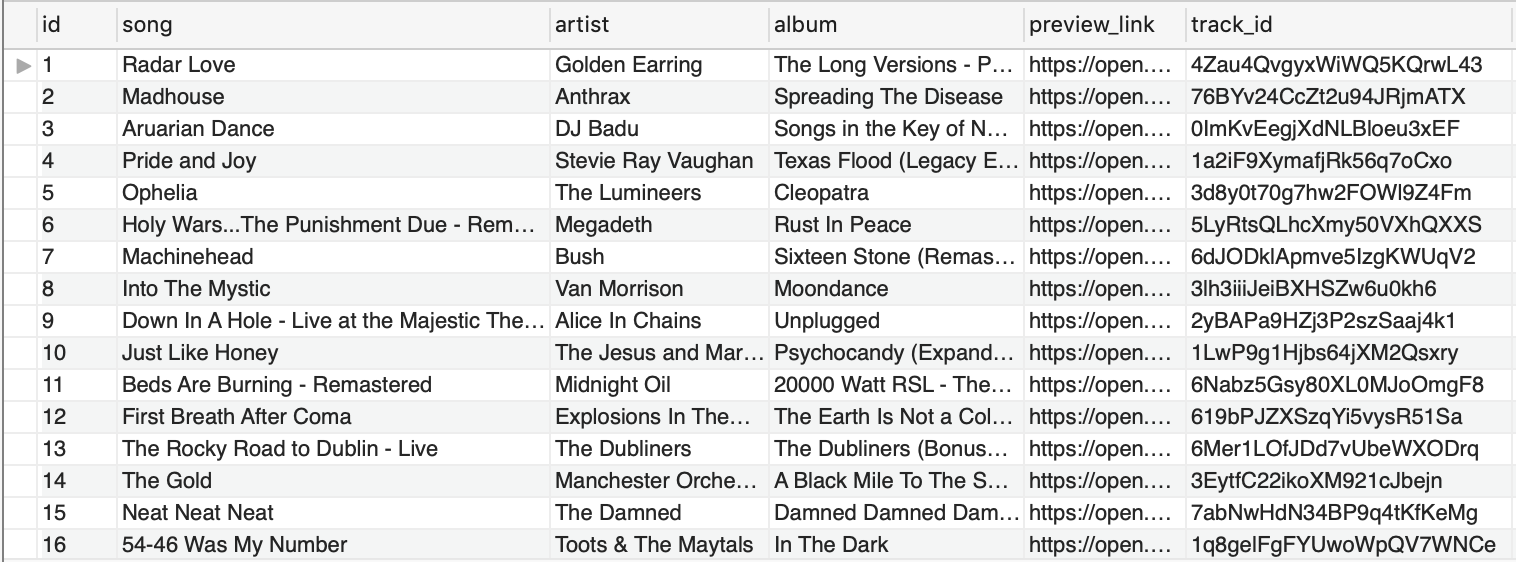 id song artist album preview_link track_id
1 Radar Love Golden Earring The Long Versions - P... https://open.... 4Zau4QvgyxWiWQ5KQrwL43
2 Madhouse Anthrax Spreading The Disease https://open.... 76BYv24CcZt2u94JRjmATX
3 Aruarian Dance DJ Badu Songs in the Key of N... https://open.... 0ImKvEegjXdNLBloeu3xEF
4 Pride and Joy Stevie Ray Vaughan Texas Flood (Legacy E... https://open.... 1a2iF9XymafjRk56q7oCxo
5 Ophelia The Lumineers Cleopatra https://open.... 3d8y0t70g7hw2FOWl9Z4Fm
6 Holy Wars...The Punishment Due - Rem... Megadeth Rust In Peace https://open.... 5LyRtsQLhcXmy50VXhQXXS
7 Machinehead Bush Sixteen Stone (Remas... https://open.... 6dJODklApmve5IzgKWUqV2
8 Into The Mystic Van Morrison Moondance https://open.... 3lh3iiiJeiBXHSZw6u0kh6
9 Down In A Hole - Live at the Majestic The... Alice In Chains Unplugged https://open.... 2yBAPa9HZj3P2szSaaj4k1
10 Just Like Honey The Jesus and Mar... Psychocandy (Expand... https://open.... 1LwP9g1Hjbs64jXM2Qsxry
11 Beds Are Burning - Remastered Midnight Oil 20000 Watt RSL - The... https://open.... 6Nabz5Gsy80XL0MJoOmgF8
12 First Breath After Coma Explosions In The... The Earth Is Not a Col... https://open.... 619bPJZXSzqYi5vysR51Sa
13 The Rocky Road to Dublin - Live The Dubliners The Dubliners (Bonus... https://open.... 6Mer1LOfJDd7vUbeWXODrq
14 The Gold Manchester Orche... A Black Mile To The S... https://open.... 3EytfC22ikoXM921cJbejn
15 Neat Neat Neat The Damned Damned Damned Dam... https://open.... 7abNwHdN34BP9q4tKfKeMg
16 54-46 Was My Number Toots & The Maytals In The Dark https://open.... 1q8gelFgFYUwoWpQV7WNCe